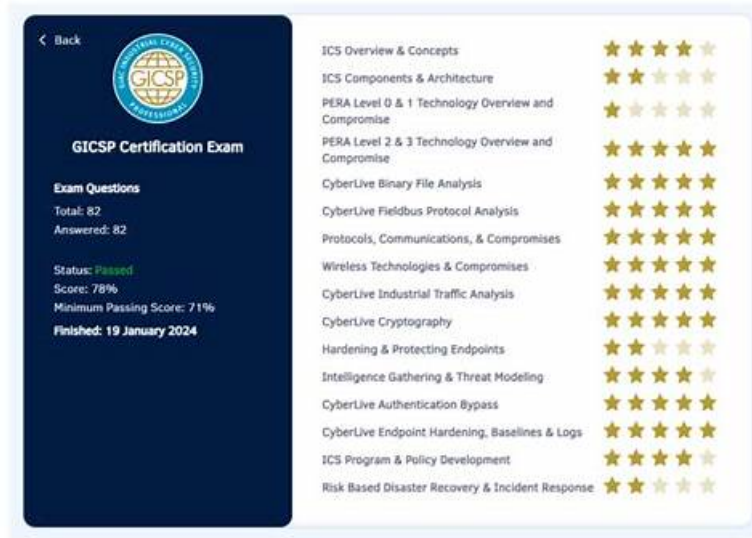 Back
GIAC INDUSTRIAL CYBER SECURITY
GICSP
PROFESSIONAL
GICSP Certification Exam
Exam Questions
Total: 82
Answered: 82
Status: Passed
Score: 78%
Minimum Passing Score: 71%
Finished: 19 January 2024
ICS Overview & Concepts
ICS Components & Architecture
PERA Level 0 & 1 Technology Overview and
Compromise
PERA Level 2 & 3 Technology Overview and
Compromise
CyberLive Binary File Analysis
CyberLive Fieldbus Protocol Analysis
Protocols, Communications, & Compromises
Wireless Technologies & Compromises
CyberLive Industrial Traffic Analysis
CyberLive Cryptography
Hardening & Protecting Endpoints
Intelligence Gathering & Threat Modeling
CyberLive Authentication Bypass
CyberLive Endpoint Hardening, Baselines & Logs
ICS Program & Policy Development
Risk Based Disaster Recovery & Incident Response